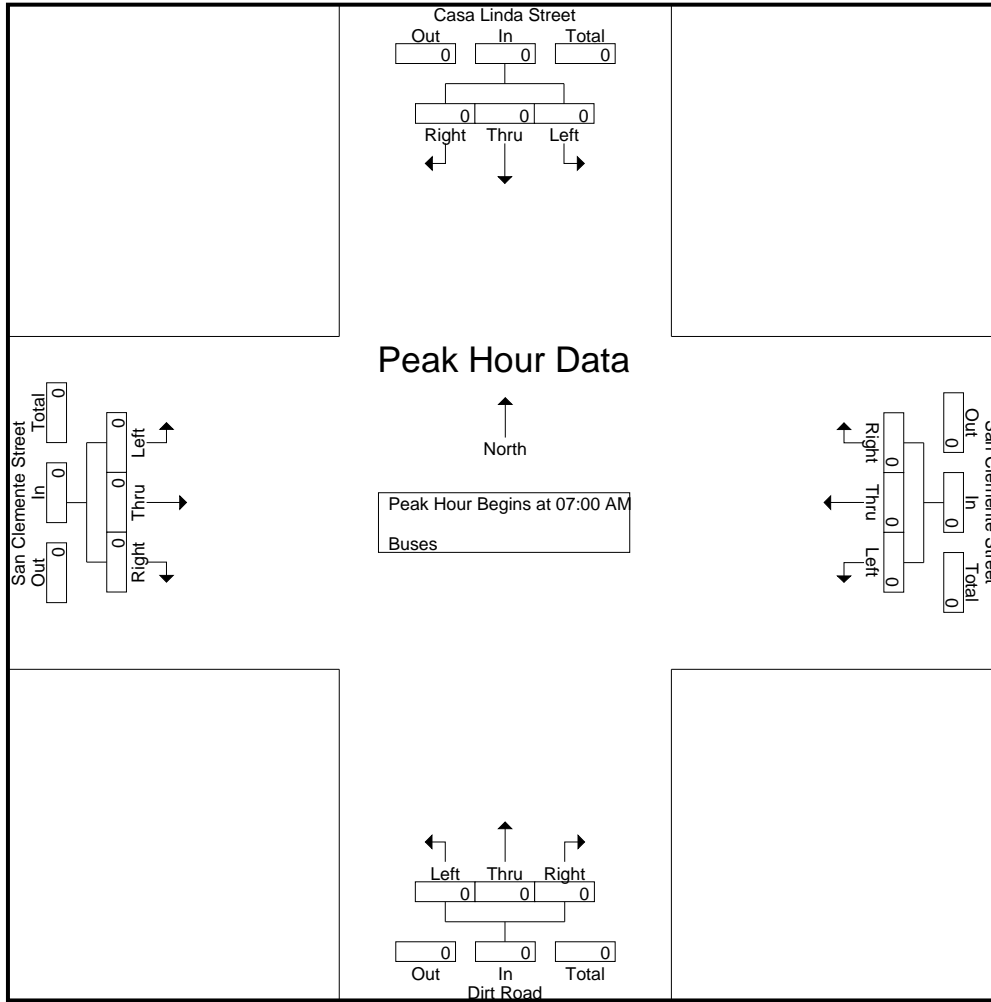 Casa Linda Street
Out In Total
0 0 0
0 0 0
Right Thru Left
Peak Hour Data
North
Peak Hour Begins at 07:00 AM
Buses
San Clemente Street
Total In Out
0 0 0
0 0 0
Left Thru Right
San Clemente Street
Out In Total
0 0 0
0 0 0
Right Thru Left
Left Thru Right
0 0 0
0 0 0
Out In Total
Dirt Road